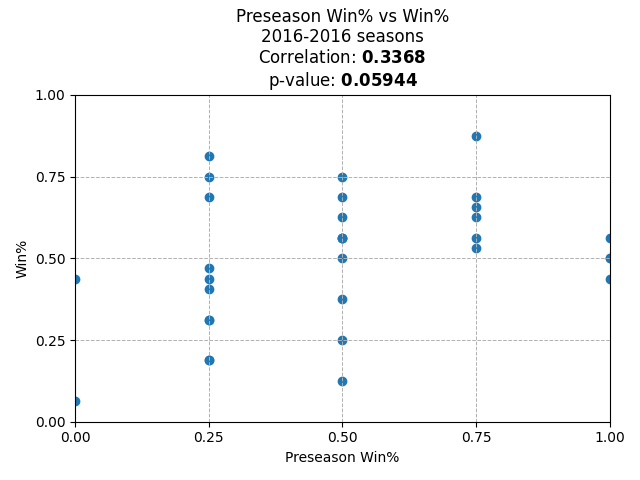 Preseason Win% vs Win%
2016-2016 seasons
Correlation: 0.3368
p-value: 0.05944
1.00
0.75
0.50
0.25
0.00
Win%
0.00 0.25 0.50 0.75 1.00
Preseason Win%